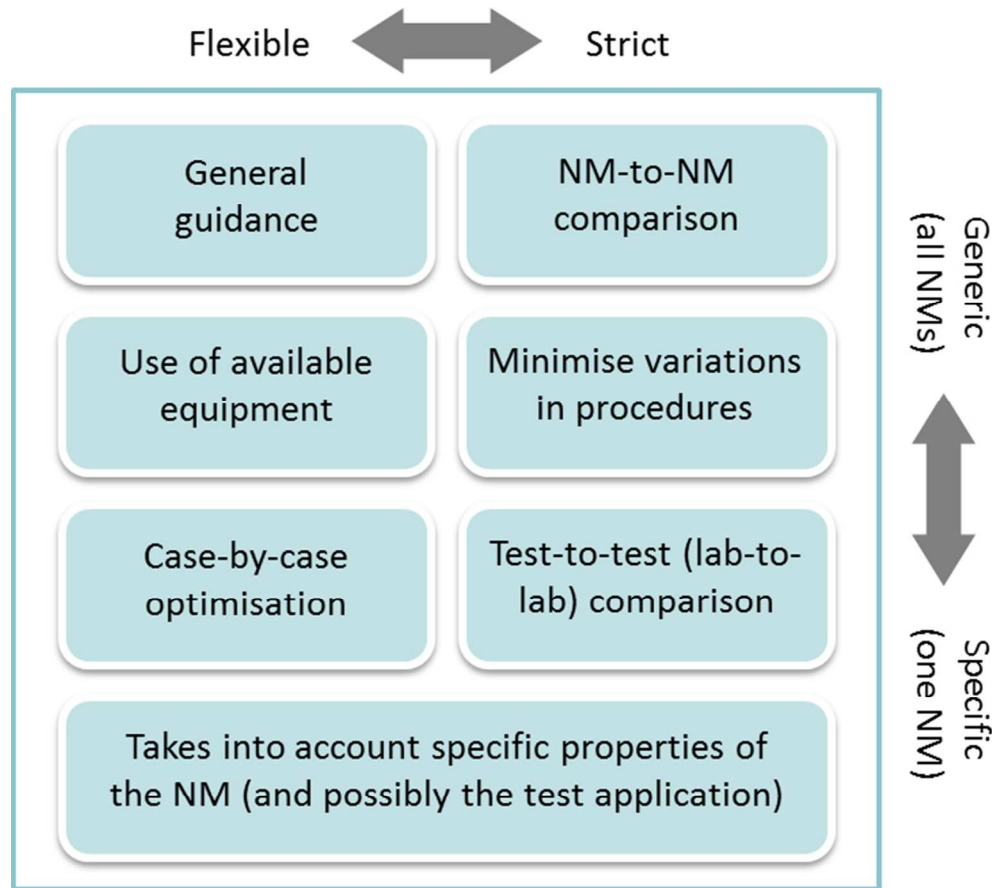 Flexible
Strict
General
guidance
NM-to-NM
comparison
Use of available
equipment
Minimise variations
in procedures
Case-by-case
optimisation
Test-to-test (lab-to-
lab) comparison
Takes into account specific properties of
the NM (and possibly the test application)
Generic
(all NMs)
Specific
(one NM)